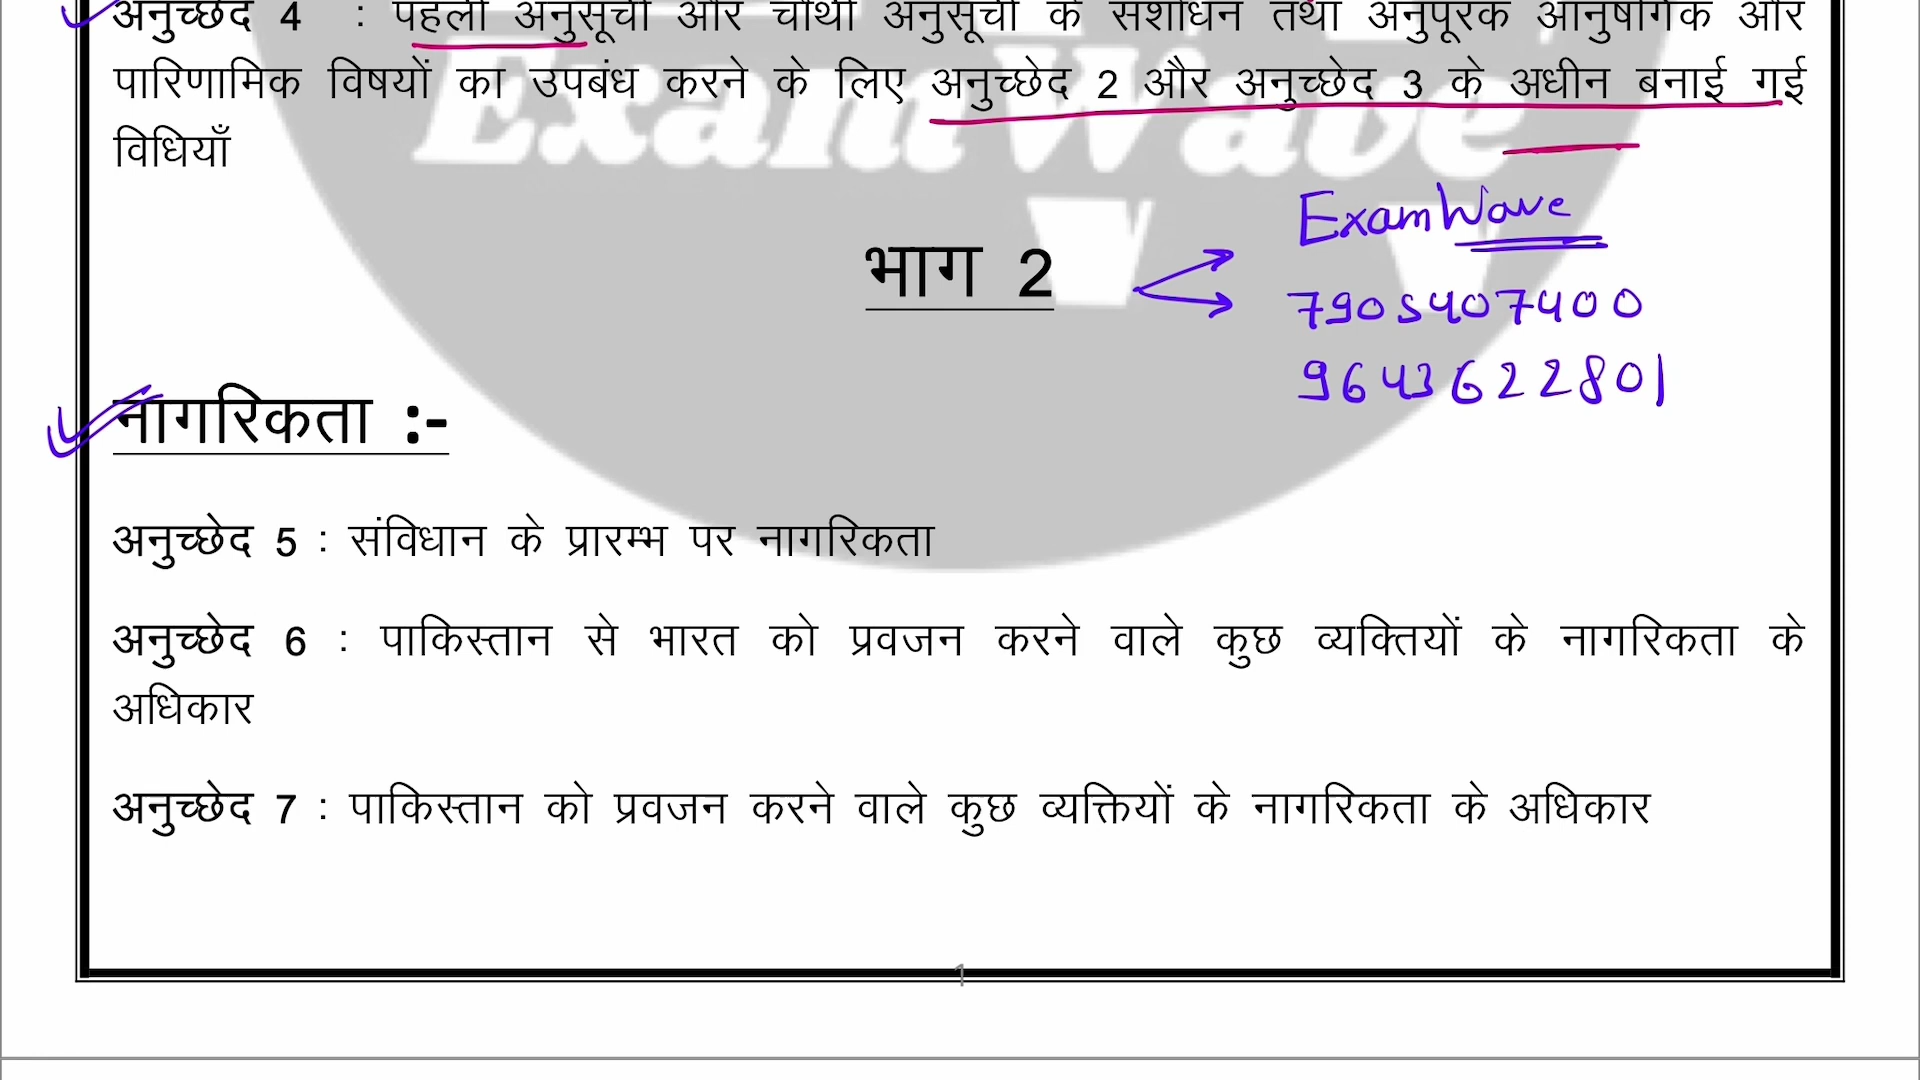 अनुच्छेद 4 : पहली अनुसूची और चौथी अनुसूची के संशोधन तथा अनुपूरक आनुषंगिक और
पारिणामिक विषयों का उपबंध करने के लिए अनुच्छेद 2 और अनुच्छेद 3 के अधीन बनाई गई
विधियाँ
ExamWave
भाग 2
ExamWave
7905407400
9643622801
नागरिकता :-
अनुच्छेद 5 : संविधान के प्रारम्भ पर नागरिकता
अनुच्छेद 6 : पाकिस्तान से भारत को प्रवजन करने वाले कुछ व्यक्तियों के नागरिकता के
अधिकार
अनुच्छेद 7 : पाकिस्तान को प्रवजन करने वाले कुछ व्यक्तियों के नागरिकता के अधिकार
1